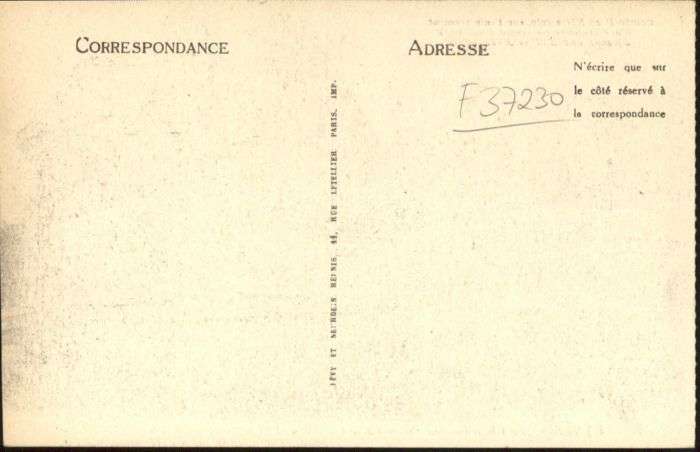 CORRESPONDANCE
ADRESSE
N'écrire que sur
le côté réservé à
la correspondance
F 37230
LÉVY ET NEURDEIN RÉUNIS, 44, RUE LETELLIER PARIS. IMP.